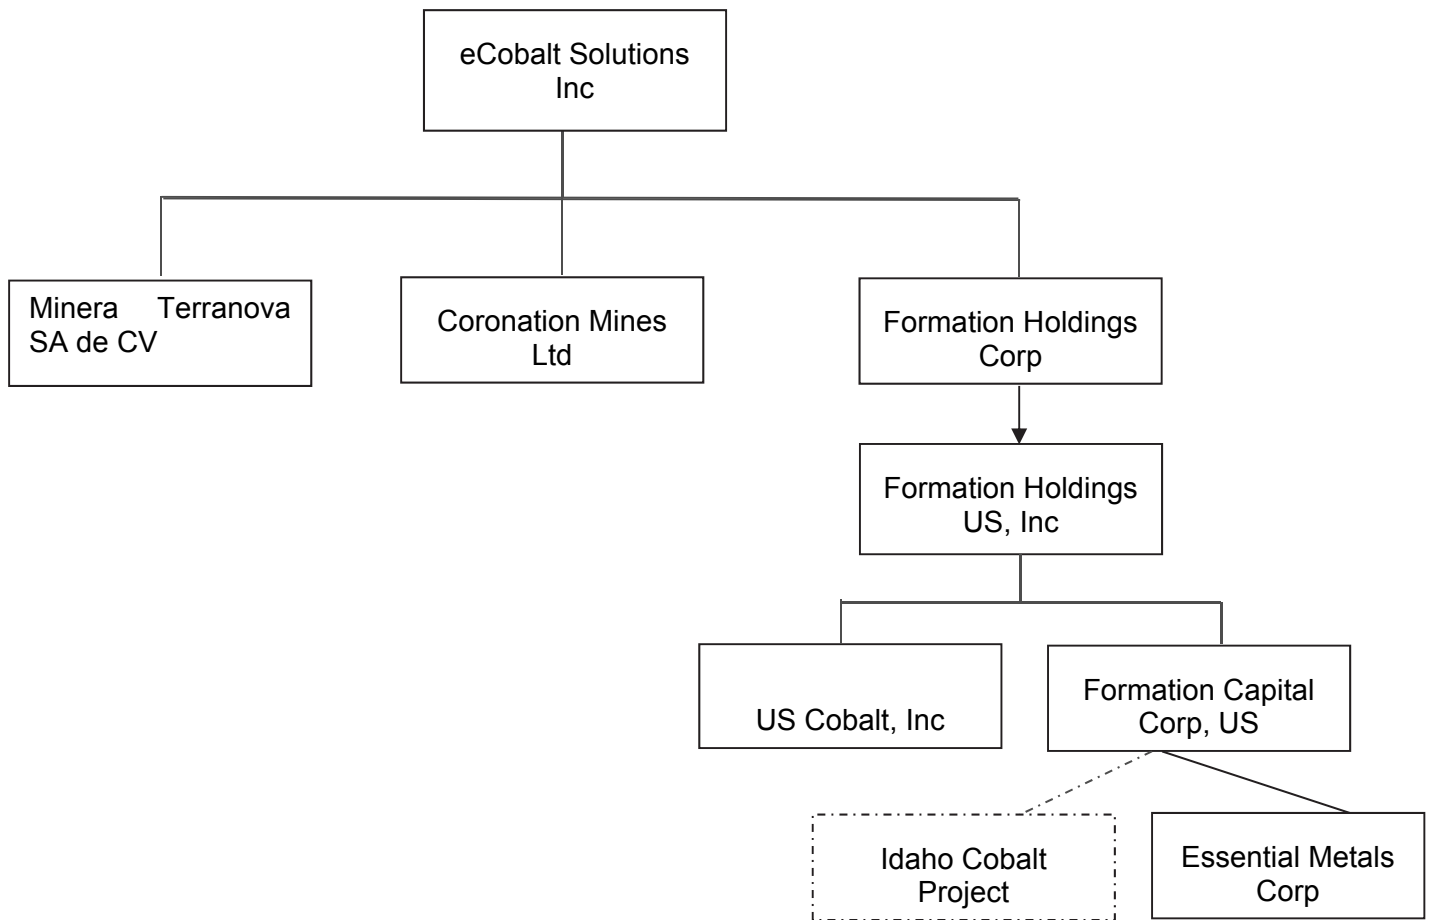 eCobalt Solutions
Inc
Minera Terranova
SA de CV
Coronation Mines
Ltd
Formation Holdings
Corp
Formation Holdings
US, Inc
US Cobalt, Inc
Formation Capital
Corp, US
Idaho Cobalt
Project
Essential Metals
Corp